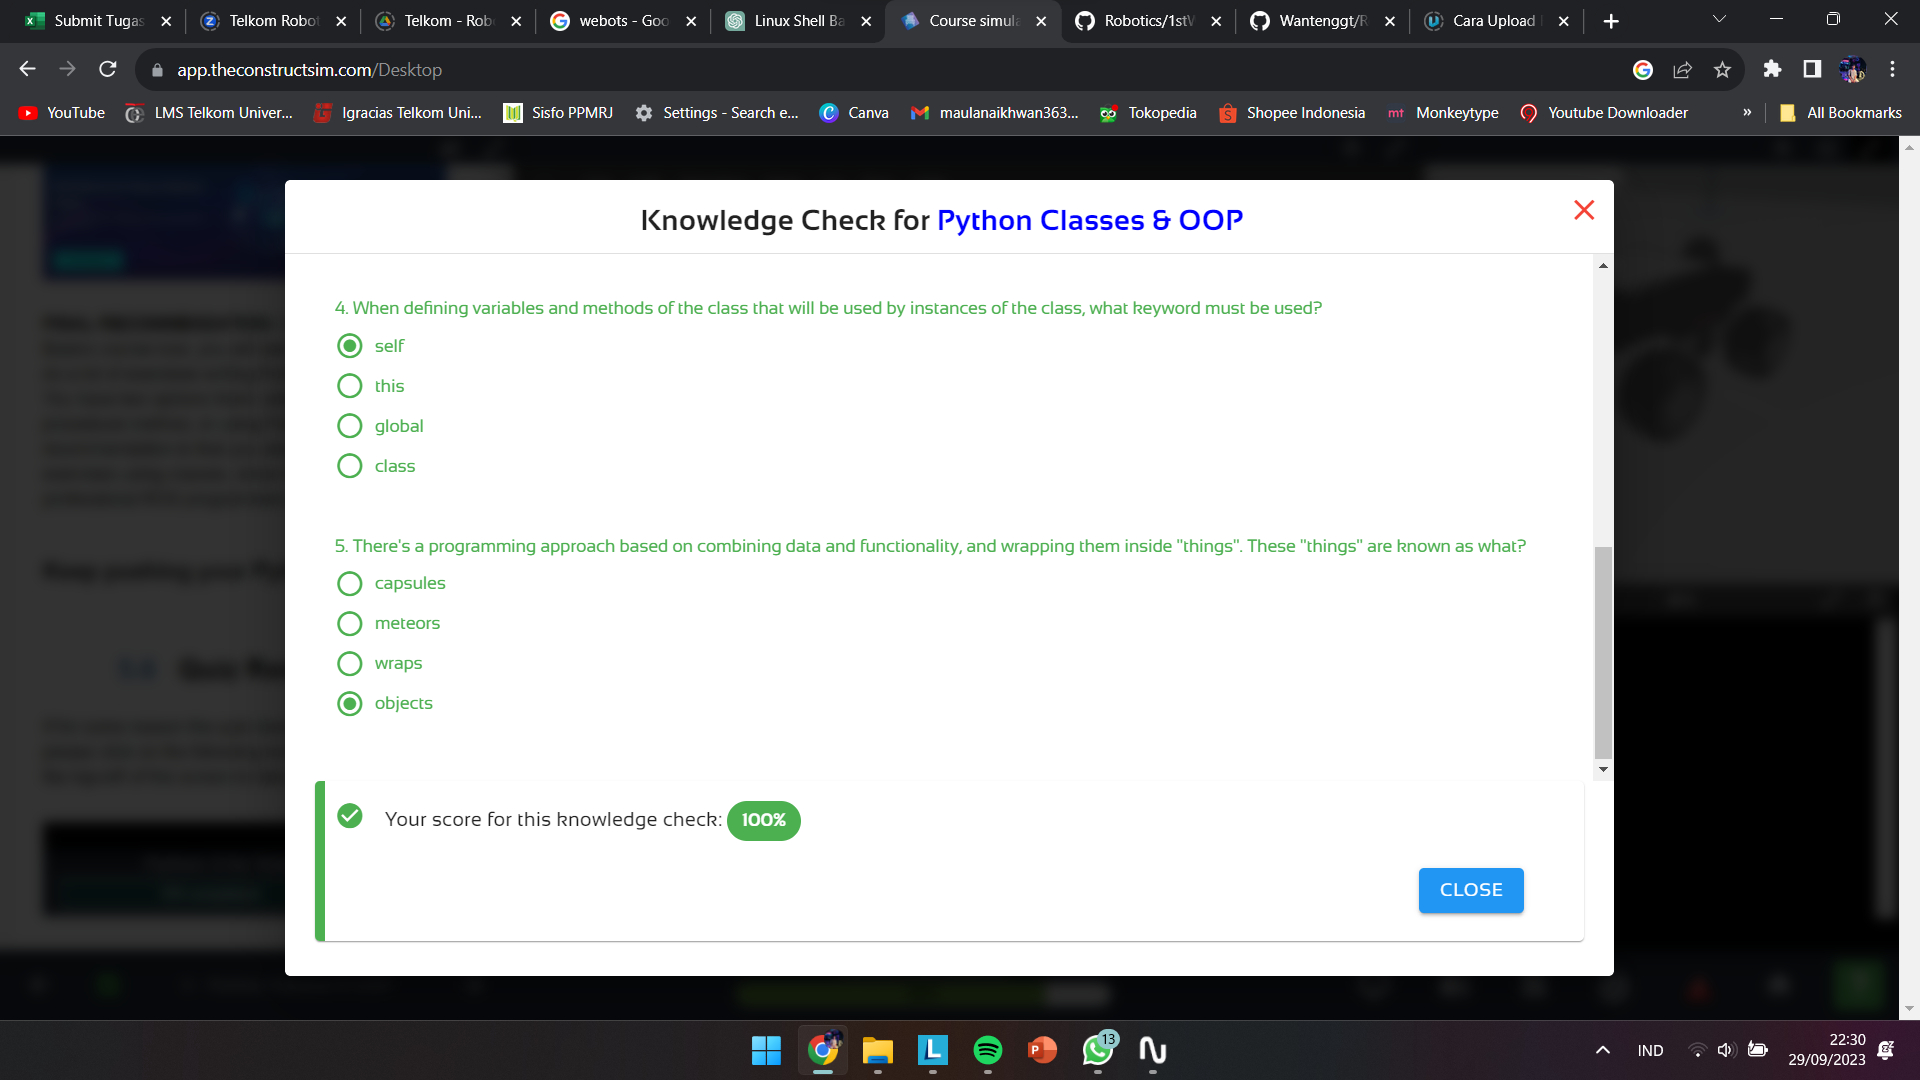 Submit Tugas
Telkom Robot
Telkom - Rob
webots - Goo
Linux Shell Ba
Course simula
Robotics/1stW
Wantenggt/R
Cara Upload
app.theconstructsim.com/Desktop
YouTube
LMS Telkom Univer...
Igracias Telkom Uni...
Sisfo PPMRJ
Settings - Search e...
Canva
maulanaikhwan363...
Tokopedia
Shopee Indonesia
mt Monkeytype
Youtube Downloader
»
All Bookmarks
Knowledge Check for Python Classes & OOP
4. When defining variables and methods of the class that will be used by instances of the class, what keyword must be used?
self
this
global
class
5. There's a programming approach based on combining data and functionality, and wrapping them inside "things". These "things" are known as what?
capsules
meteors
wraps
objects
Your score for this knowledge check: 100%
CLOSE
13
IND
22:30
29/09/2023